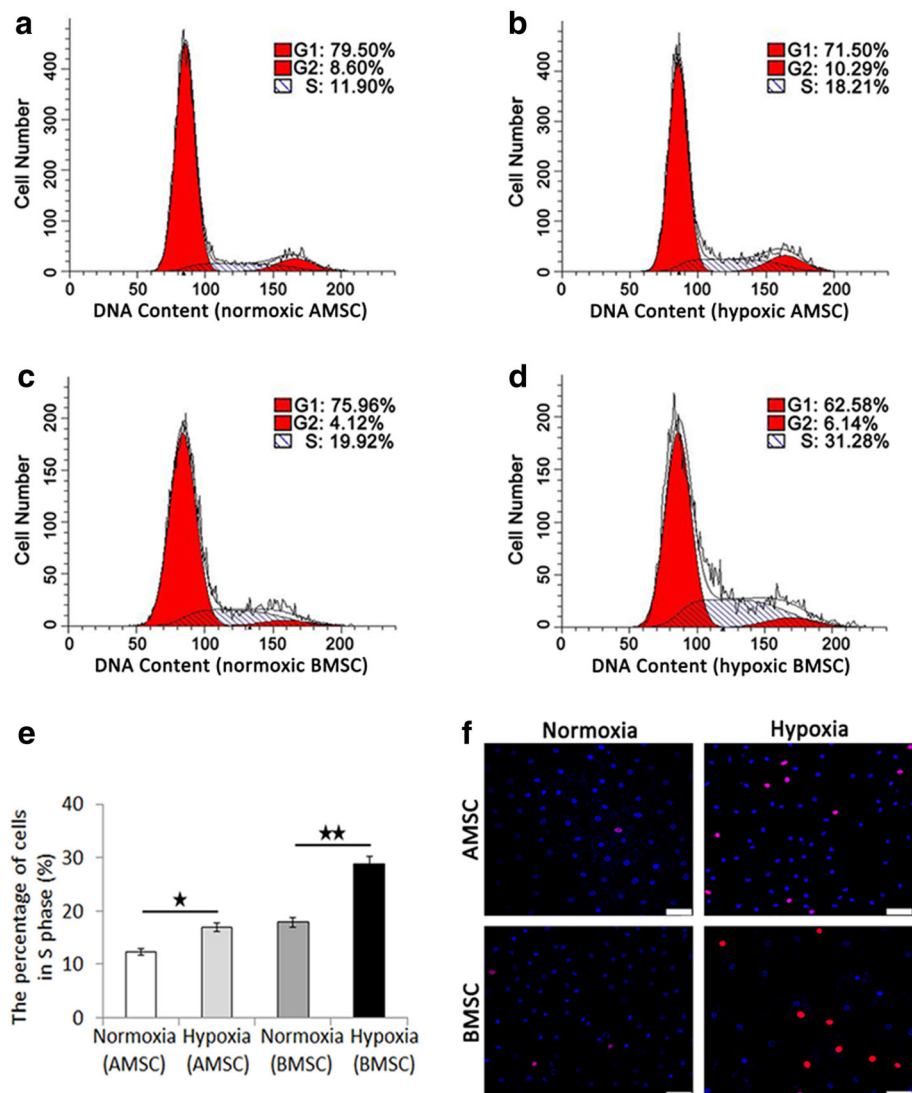 a
G1: 79.50%
G2: 8.60%
S: 11.90%
Cell Number
400
300
200
100
0
0 50 100 150 200
DNA Content (normoxic AMSC)
b
G1: 71.50%
G2: 10.29%
S: 18.21%
Cell Number
400
300
200
100
0
0 50 100 150 200
DNA Content (hypoxic AMSC)
c
G1: 75.96%
G2: 4.12%
S: 19.92%
Cell Number
200
150
100
50
0
0 50 100 150 200
DNA Content (normoxic BMSC)
d
G1: 62.58%
G2: 6.14%
S: 31.28%
Cell Number
200
150
100
50
0
0 50 100 150 200
DNA Content (hypoxic BMSC)
e
The percentage of cells
in S phase (%)
40
30
20
10
0
★
★★
Normoxia Hypoxia Normoxia Hypoxia
(AMSC) (AMSC) (BMSC) (BMSC)
f
Normoxia Hypoxia
AMSC
BMSC